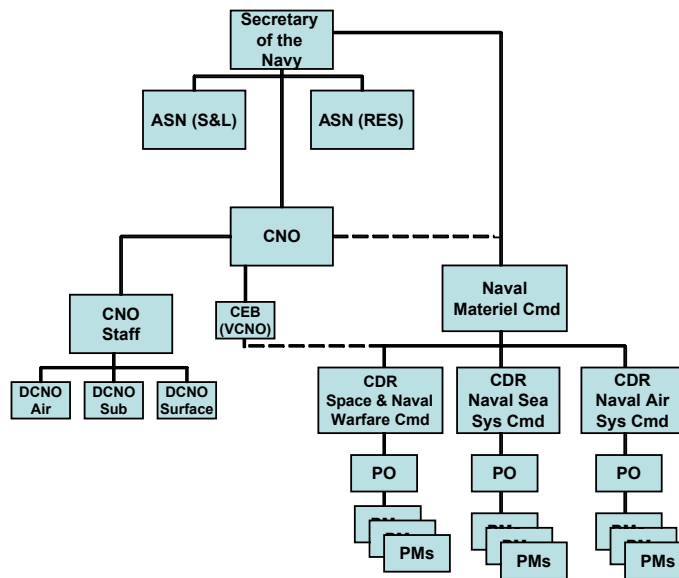 Secretary
of the
Navy
ASN (S&L)
ASN (RES)
CNO
CNO
Staff
CEB
(VCNO)
Naval
Materiel Cmd
DCNO
Air
DCNO
Sub
DCNO
Surface
CDR
Space & Naval
Warfare Cmd
CDR
Naval Sea
Sys Cmd
CDR
Naval Air
Sys Cmd
PO
PO
PO
PMs
PMs
PMs